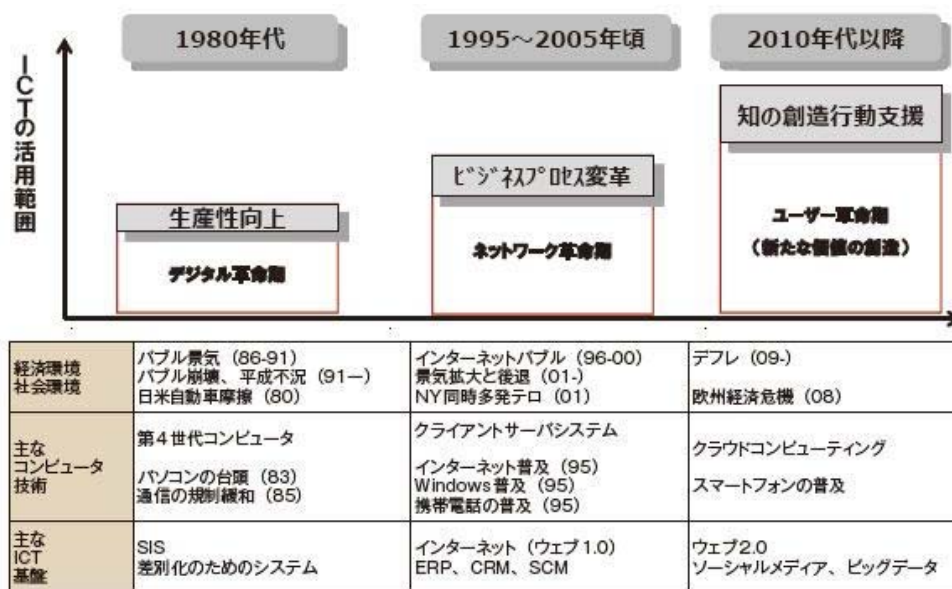 1980年代
1995～2005年頃
2010年代以降
ICTの活用範囲
生産性向上
デジタル革命期
ﾋﾞｼﾞﾈｽﾌﾟﾛｾｽ変革
ネットワーク革命期
知の創造行動支援
ユーザー革命期
（新たな価値の創造）
経済環境
社会環境
バブル景気（86-91）
バブル崩壊、平成不況（91ー）
日米自動車摩擦（80）
インターネットバブル（96-00）
景気拡大と後退（01-）
NY同時多発テロ（01）
デフレ（09-）
欧州経済危機（08）
主な
コンピュータ
技術
第4世代コンピュータ
パソコンの台頭（83）
通信の規制緩和（85）
クライアントサーバシステム
インターネット普及（95）
Windows普及（95）
携帯電話の普及（95）
クラウドコンピューティング
スマートフォンの普及
主な
ICT
基盤
SIS
差別化のためのシステム
インターネット（ウェブ1.0）
ERP、CRM、SCM
ウェブ2.0
ソーシャルメディア、ビッグデータ